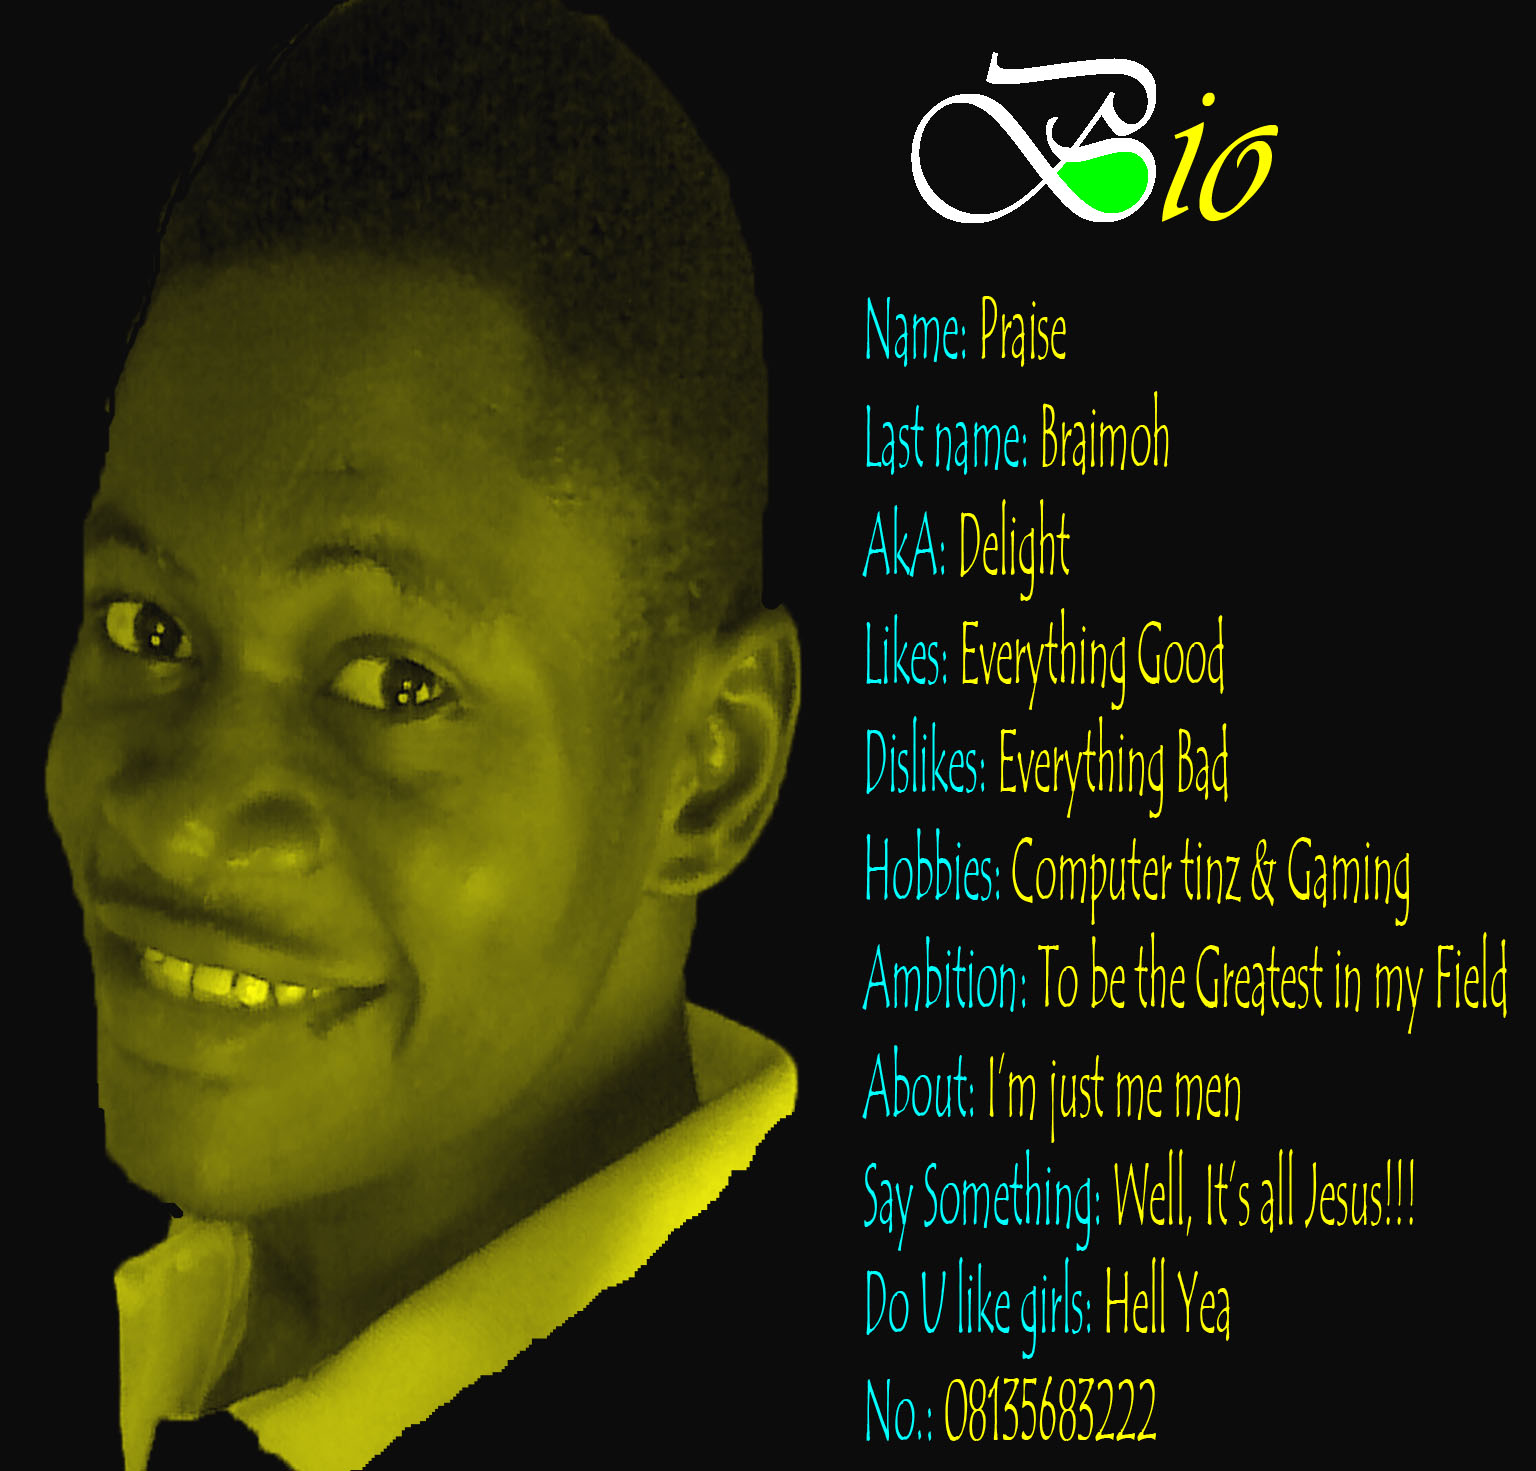 Bio
Name: Praise
Last name: Braimoh
AkA: Delight
Likes: Everything Good
Dislikes: Everything Bad
Hobbies: Computer tinz & Gaming
Ambition: To be the Greatest in my Field
About: I'm just me men
Say Something: Well, It's all Jesus!!!
Do U like girls: Hell Yea
No.: 08135683222